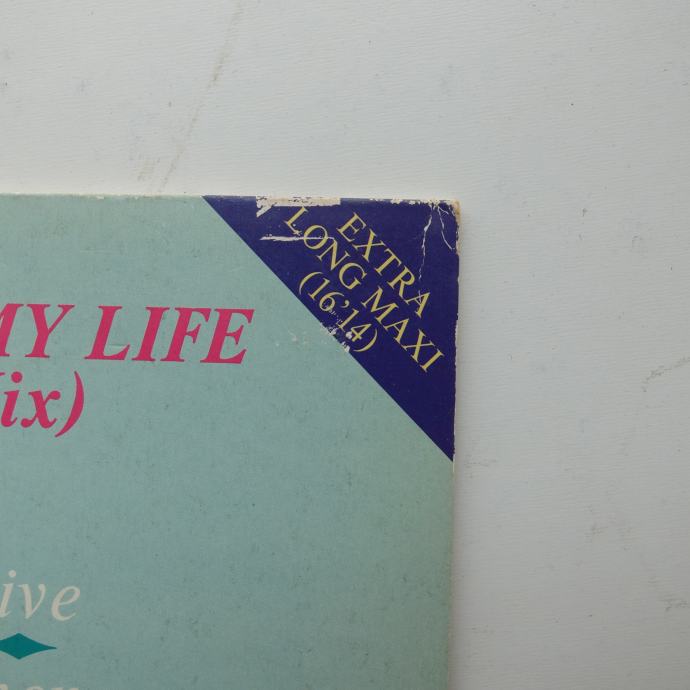 EXTRA
LONG MAXI
(16'14)
MY LIFE
ix)
ive